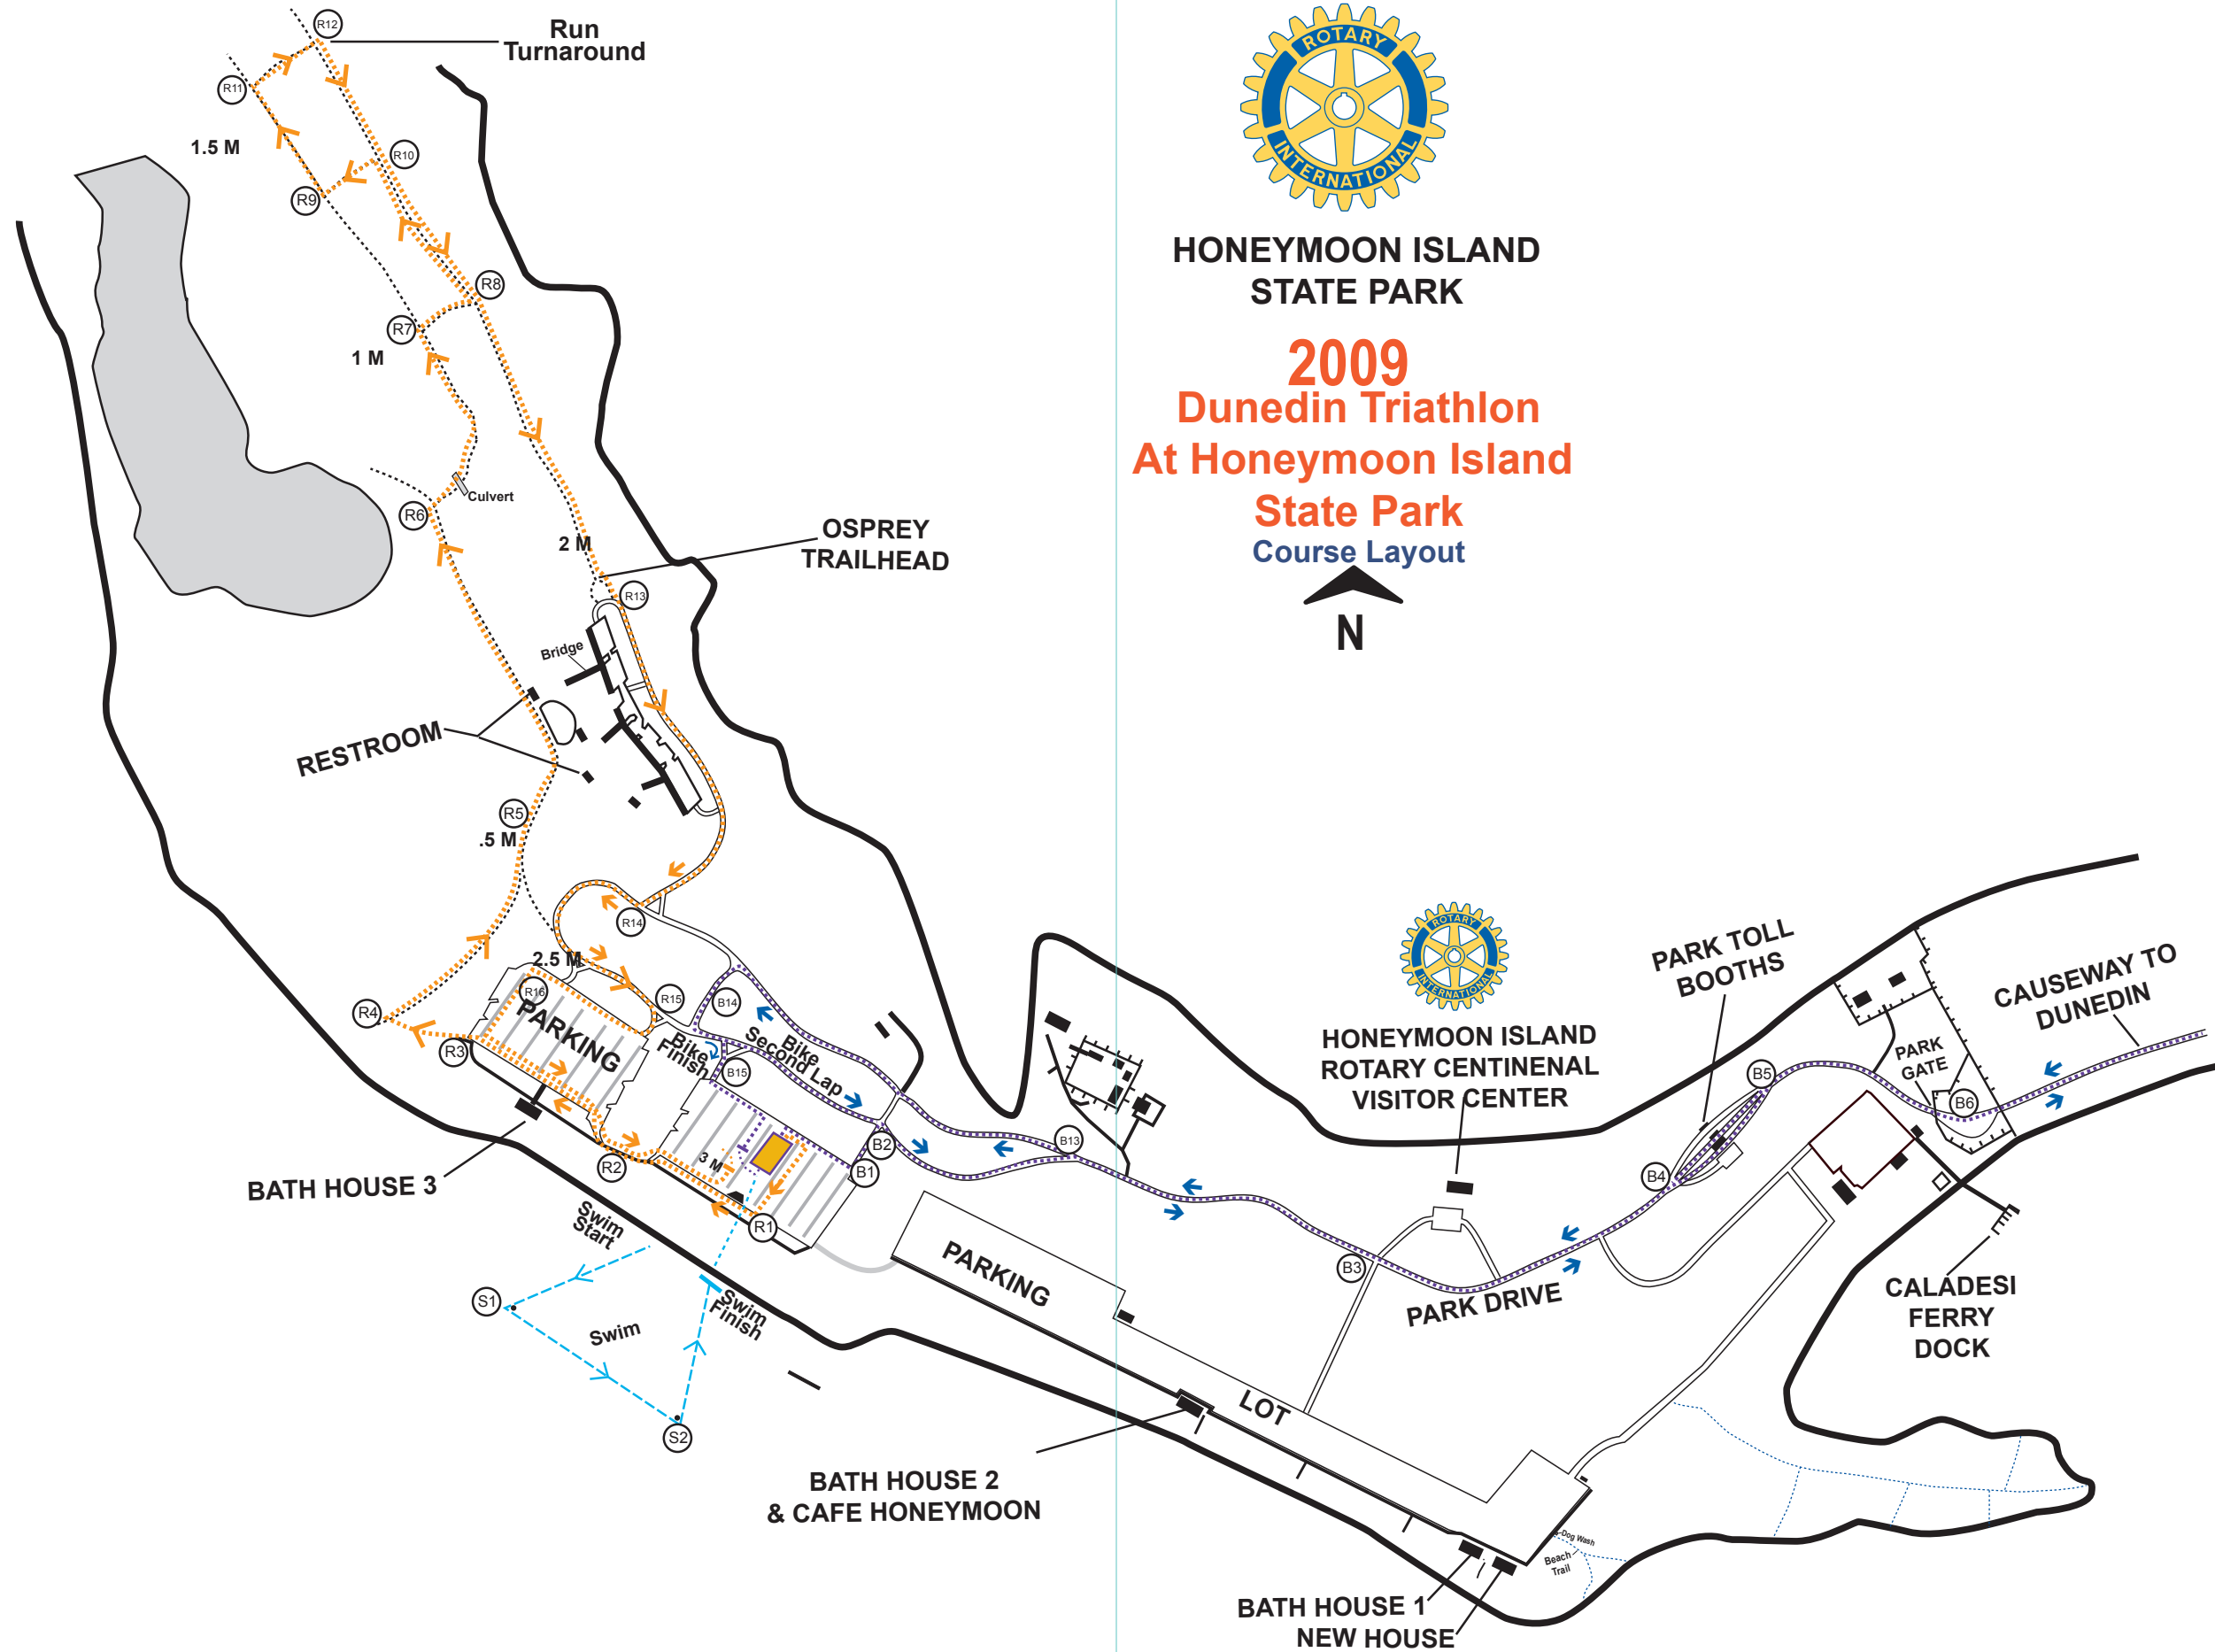 R12
Run
Turnaround
R11
1.5 M
R10
R9
R8
R7
1 M
Culvert
R6
2 M
OSPREY
TRAILHEAD
R13
Bridge
RESTROOM
R5
.5 M
R14
2.5 M
R16
R15
B14
PARKING
R4
R3
Bike
Finish
Bike
Second Lap
B15
R2
3 M
B2
B1
B13
R1
BATH HOUSE 3
Swim
Start
S1
Swim
Swim
Finish
S2
ROTARY
INTERNATIONAL
HONEYMOON ISLAND
STATE PARK
2009
Dunedin Triathlon
At Honeymoon Island
State Park
Course Layout
N
ROTARY
INTERNATIONAL
HONEYMOON ISLAND
ROTARY CENTINENAL
VISITOR CENTER
PARK TOLL
BOOTHS
CAUSEWAY TO
DUNEDIN
PARK
GATE
B5
B6
B4
B3
PARK DRIVE
CALADESI
FERRY
DOCK
PARKING
LOT
BATH HOUSE 2
& CAFE HONEYMOON
Dog Wash
Beach
Trail
BATH HOUSE 1
NEW HOUSE